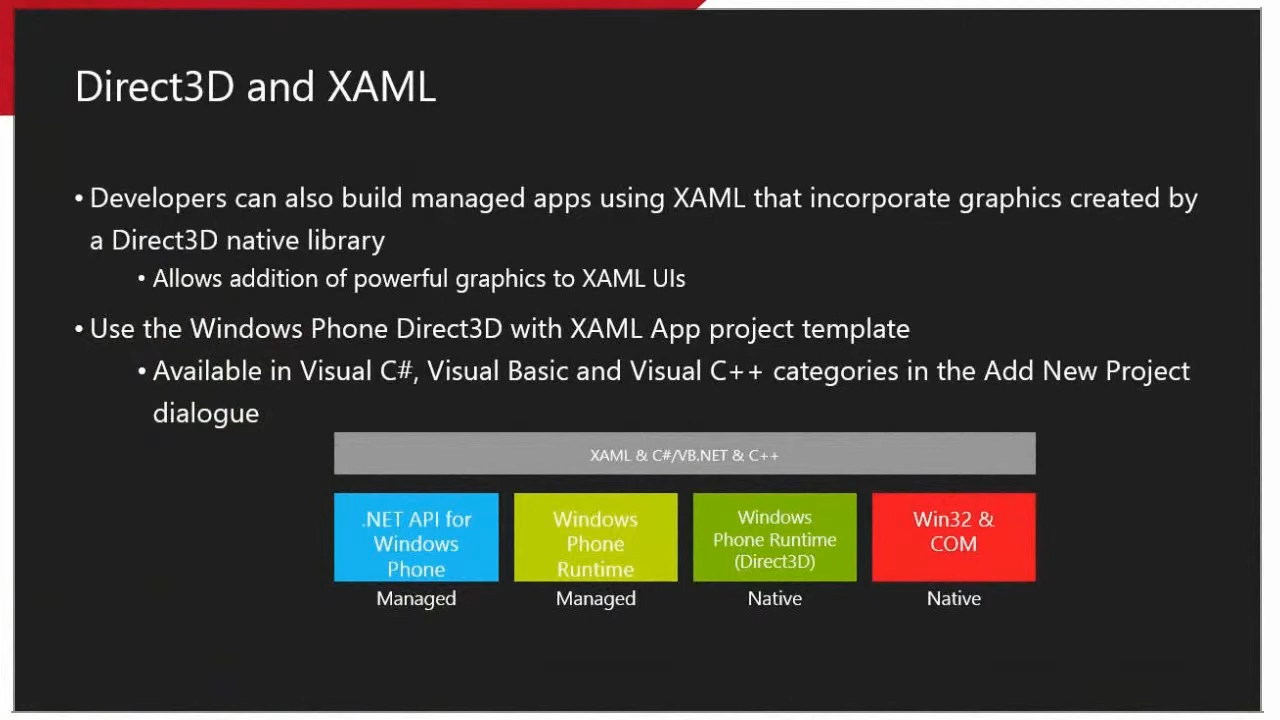 Direct3D and XAML
• Developers can also build managed apps using XAML that incorporate graphics created by
a Direct3D native library
• Allows addition of powerful graphics to XAML UIs
• Use the Windows Phone Direct3D with XAML App project template
• Available in Visual C#, Visual Basic and Visual C++ categories in the Add New Project
dialogue
XAML & C#/VB.NET & C++
.NET API for
Windows
Phone
Managed
Windows
Phone
Runtime
Managed
Windows
Phone Runtime
(Direct3D)
Native
Win32 &
COM
Native